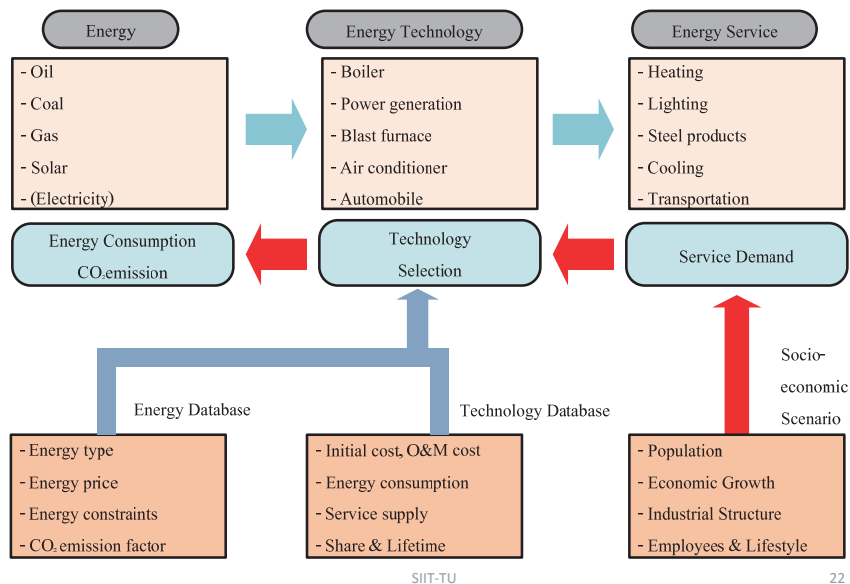 Energy
Energy Technology
Energy Service
- Oil
- Coal
- Gas
- Solar
- (Electricity)
- Boiler
- Power generation
- Blast furnace
- Air conditioner
- Automobile
- Heating
- Lighting
- Steel products
- Cooling
- Transportation
Energy Consumption
CO₂ emission
Technology
Selection
Service Demand
Socio-
economic
Scenario
Energy Database
Technology Database
- Energy type
- Energy price
- Energy constraints
- CO₂ emission factor
- Initial cost, O&M cost
- Energy consumption
- Service supply
- Share & Lifetime
- Population
- Economic Growth
- Industrial Structure
- Employees & Lifestyle
SIIT-TU
22